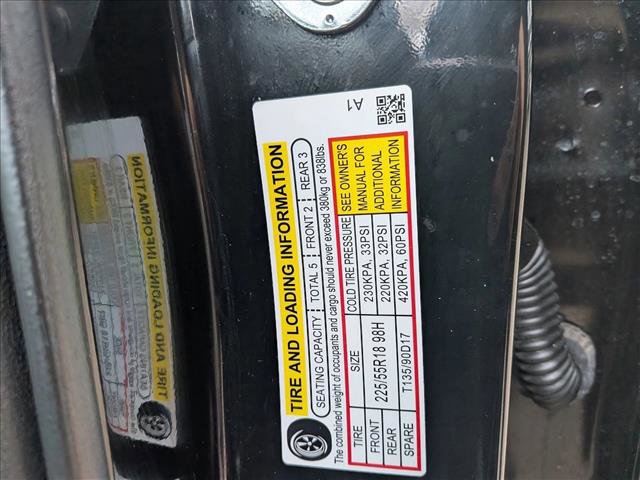 TIRE AND LOADING INFORMATION
SEATING CAPACITY TOTAL 5 FRONT 2 REAR 3
The combined weight of occupants and cargo should never exceed 380kg or 838lbs.
TIRE SIZE COLD TIRE PRESSURE SEE OWNER'S
FRONT 225/55R18 98H 230KPA, 33PSI MANUAL FOR
REAR 220KPA, 32PSI ADDITIONAL
SPARE T135/90D17 420KPA, 60PSI INFORMATION
A1
TIRE AND LOADING INFORMATION